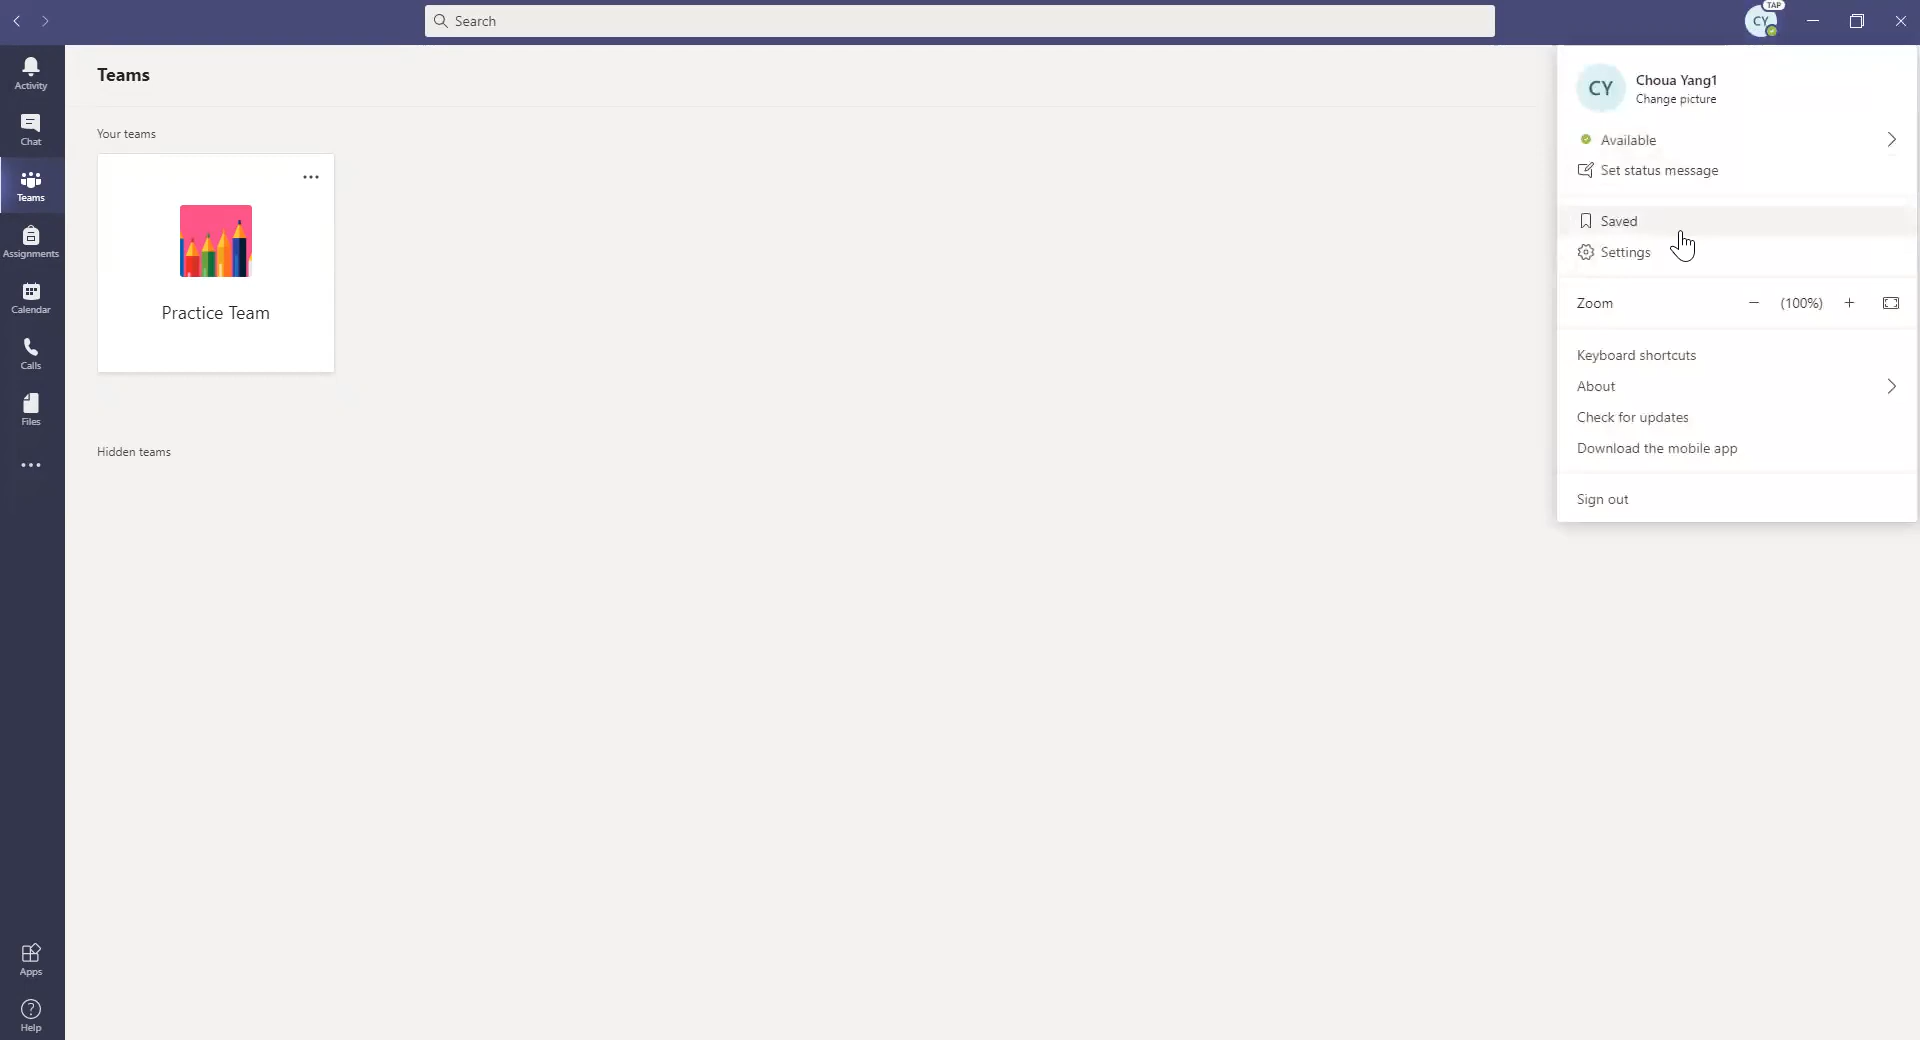 Search
TAP
CY
Activity
Chat
Teams
Assignments
Calendar
Calls
Files
Apps
Help
Teams
Your teams
Practice Team
Hidden teams
CY
Choua Yang1
Change picture
Available
Set status message
Saved
Settings
Zoom (100%)
Keyboard shortcuts
About
Check for updates
Download the mobile app
Sign out